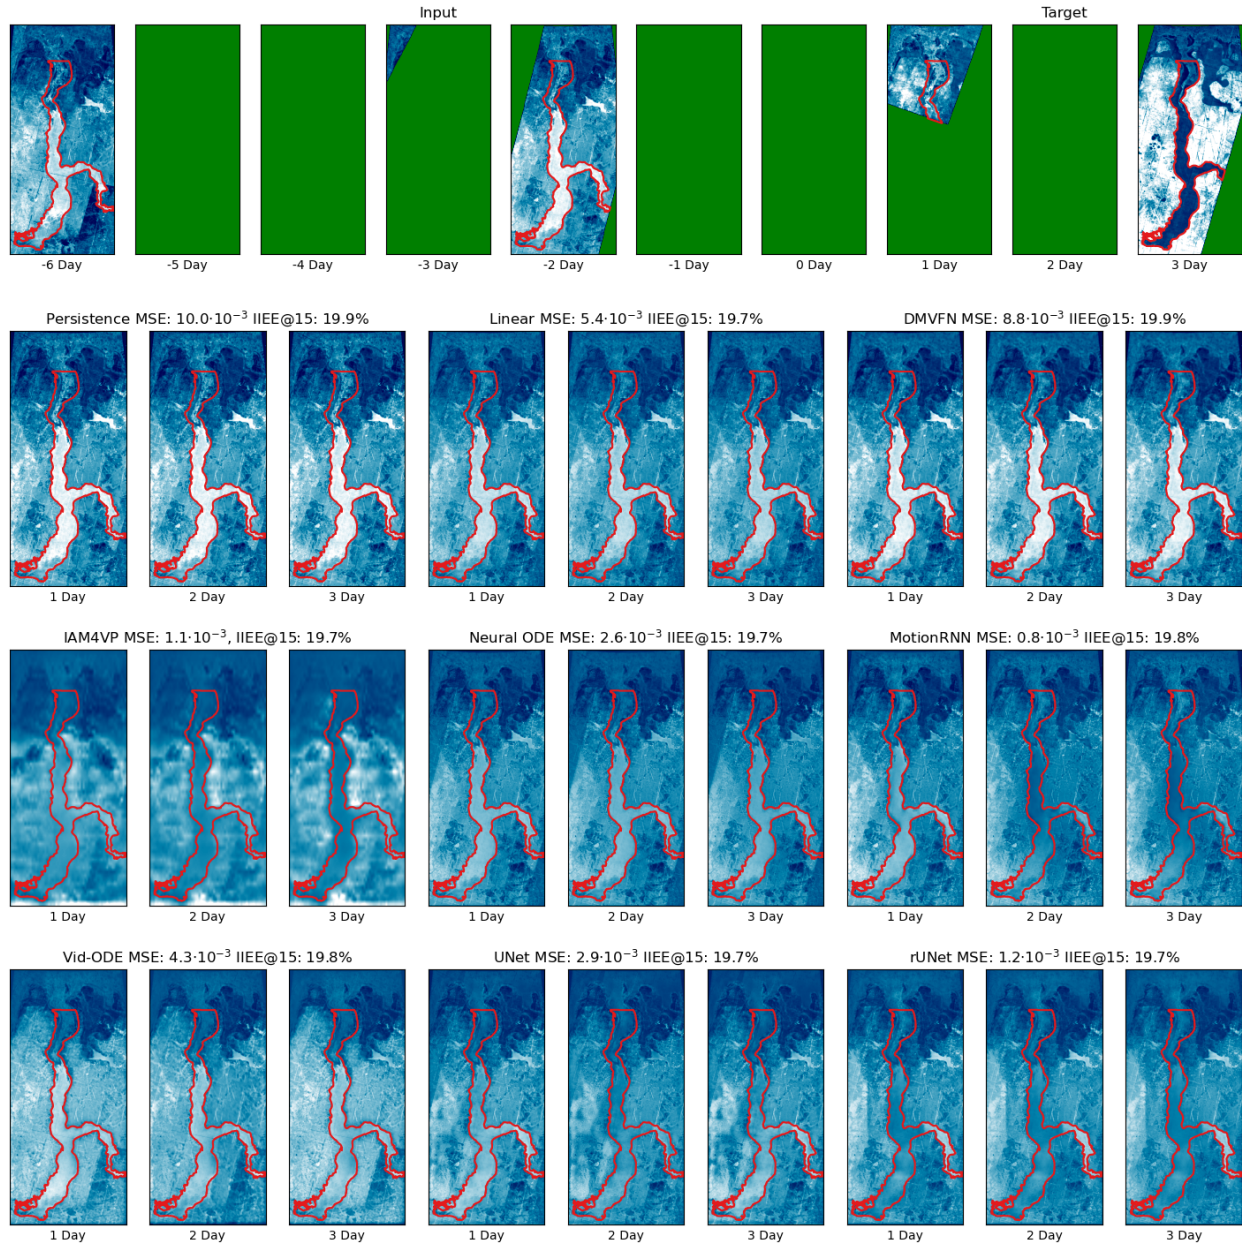 Input
Target
-6 Day
-5 Day
-4 Day
-3 Day
-2 Day
-1 Day
0 Day
1 Day
2 Day
3 Day
Persistence MSE: 10.0·10⁻³ IIEE@15: 19.9%
Linear MSE: 5.4·10⁻³ IIEE@15: 19.7%
DMVFN MSE: 8.8·10⁻³ IIEE@15: 19.9%
1 Day
2 Day
3 Day
1 Day
2 Day
3 Day
1 Day
2 Day
3 Day
IAM4VP MSE: 1.1·10⁻³, IIEE@15: 19.7%
Neural ODE MSE: 2.6·10⁻³ IIEE@15: 19.7%
MotionRNN MSE: 0.8·10⁻³ IIEE@15: 19.8%
1 Day
2 Day
3 Day
1 Day
2 Day
3 Day
1 Day
2 Day
3 Day
Vid-ODE MSE: 4.3·10⁻³ IIEE@15: 19.8%
UNet MSE: 2.9·10⁻³ IIEE@15: 19.7%
rUNet MSE: 1.2·10⁻³ IIEE@15: 19.7%
1 Day
2 Day
3 Day
1 Day
2 Day
3 Day
1 Day
2 Day
3 Day